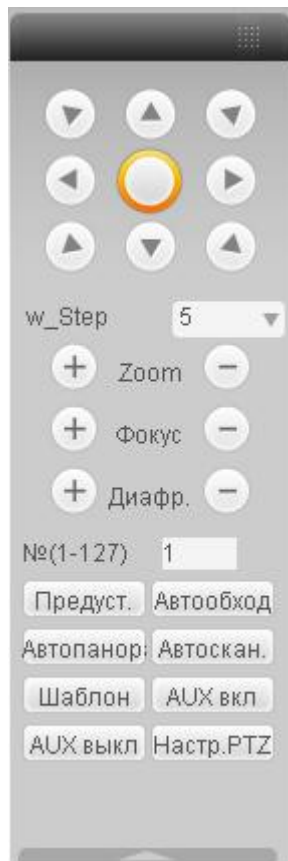 w_Step 5
+ Zoom −
+ Фокус −
+ Диафр. −
№(1-127) 1
Предуст. Автообход
Автопанора Автоскан.
Шаблон AUX вкл
AUX выкл Настр.PTZ